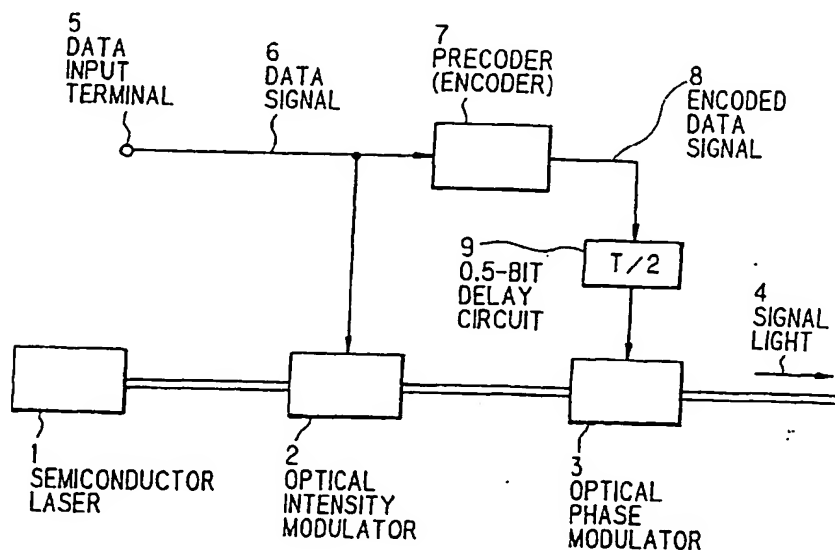 5
DATA
INPUT
TERMINAL
6
DATA
SIGNAL
7
PRECODER
(ENCODER)
8
ENCODED
DATA
SIGNAL
9
0.5-BIT
DELAY
CIRCUIT
T/2
4
SIGNAL
LIGHT
1
SEMICONDUCTOR
LASER
2
OPTICAL
INTENSITY
MODULATOR
3
OPTICAL
PHASE
MODULATOR